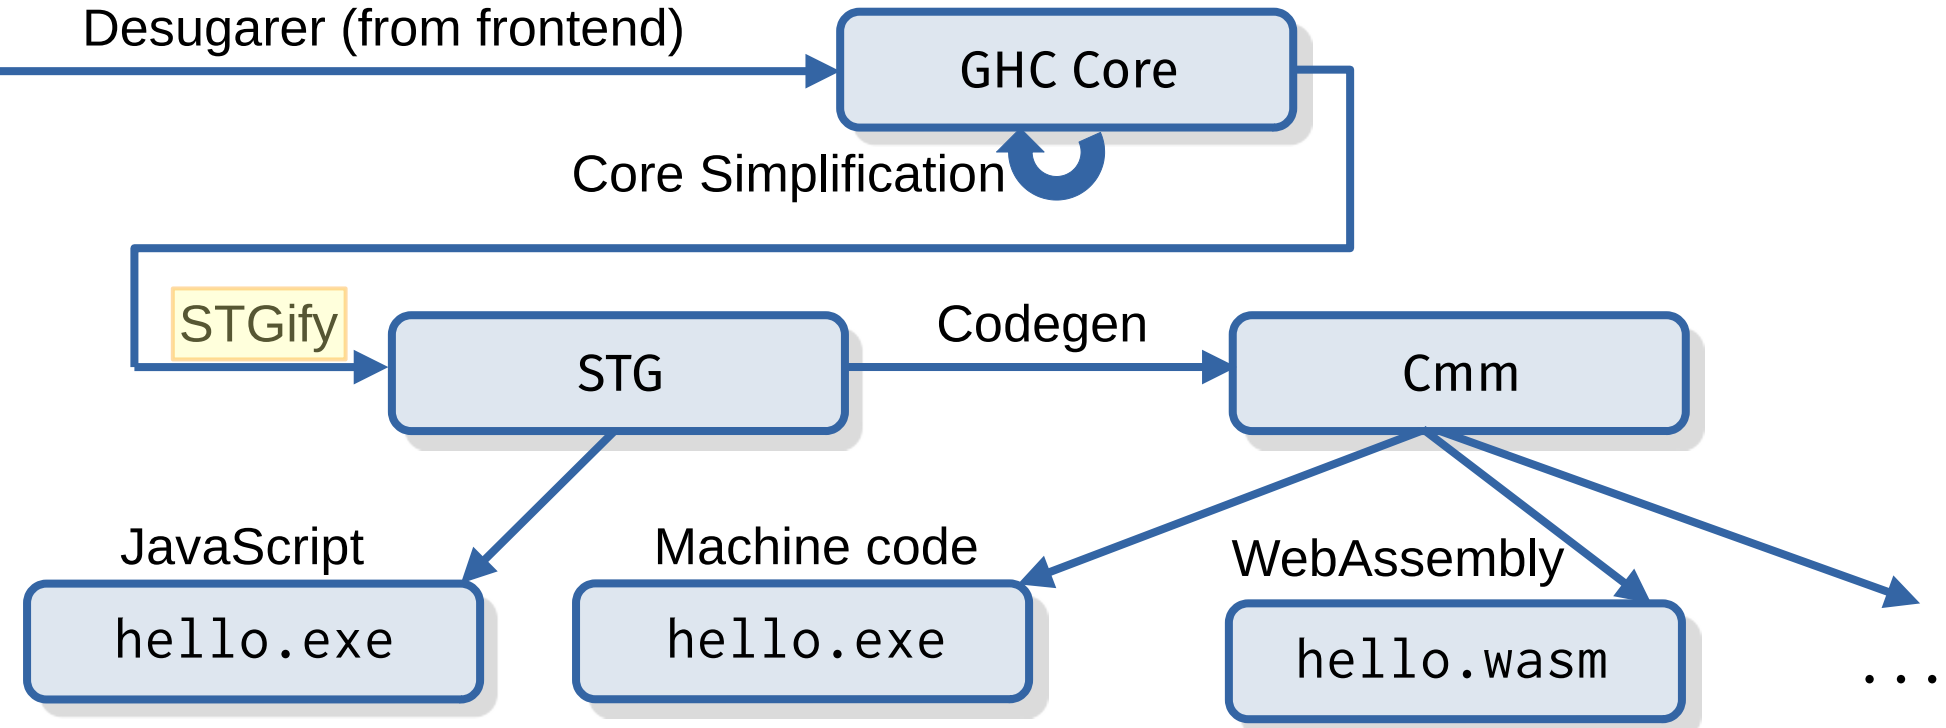 Desugarer (from frontend)
GHC Core
Core Simplification
STGify
STG
Codegen
Cmm
JavaScript
hello.exe
Machine code
hello.exe
WebAssembly
hello.wasm
...